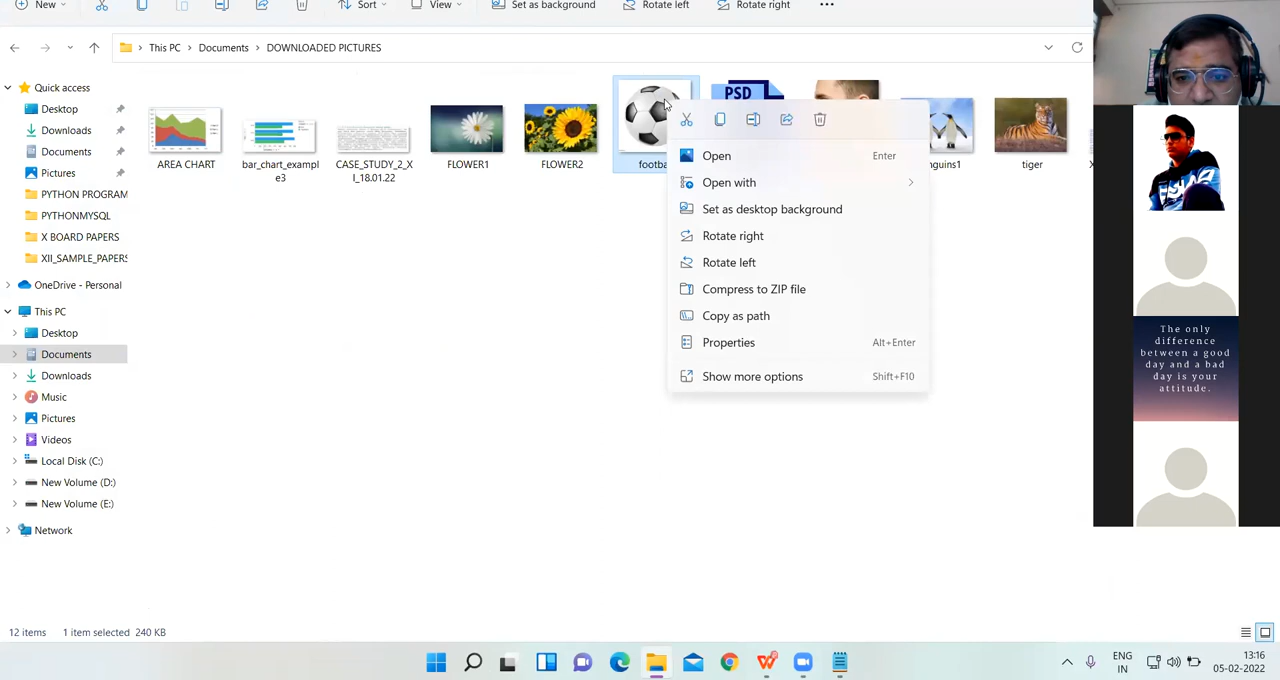 New
Sort
View
Set as background
Rotate left
Rotate right
This PC
Documents
DOWNLOADED PICTURES
Quick access
Desktop
Downloads
Documents
Pictures
PYTHON PROGRAM
PYTHONMYSQL
X BOARD PAPERS
XII_SAMPLE_PAPERS
OneDrive - Personal
This PC
Desktop
Documents
Downloads
Music
Pictures
Videos
Local Disk (C:)
New Volume (D:)
New Volume (E:)
Network
AREA CHART
bar_chart_exampl
e3
CASE_STUDY_2_X
I_18.01.22
FLOWER1
FLOWER2
footba
PSD
nguins1
tiger
Open Enter
Open with
Set as desktop background
Rotate right
Rotate left
Compress to ZIP file
Copy as path
Properties Alt+Enter
Show more options Shift+F10
The only
difference
between a good
day and a bad
day is your
attitude.
12 items 1 item selected 240 KB
ENG
IN
13:16
05-02-2022